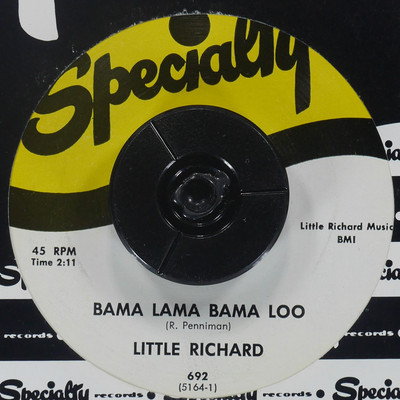 Specialty
45 RPM
Time 2:11
Little Richard Music
BMI
BAMA LAMA BAMA LOO
(R. Penniman)
LITTLE RICHARD
692
(5164-1)
records
records
Specialty
records
Specialty